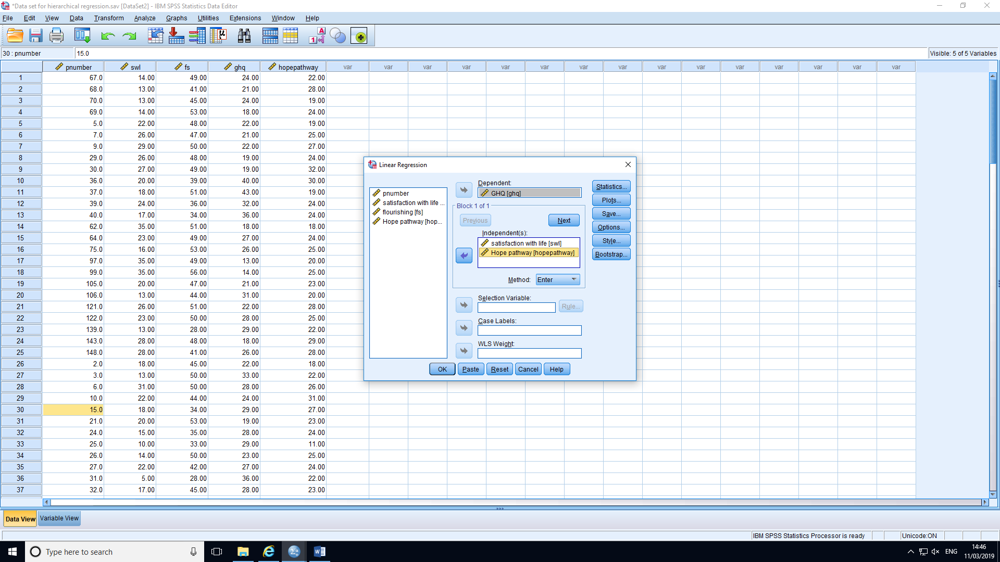 *Data set for hierarchical regression.sav [DataSet2] - IBM SPSS Statistics Data Editor
File Edit View Data Transform Analyze Graphs Utilities Extensions Window Help
30 : pnumber 15.0 Visible: 5 of 5 Variables
pnumber swl fs ghq hopepathway var var var var var var var var var var var var var var var
1 67.0 14.00 49.00 24.00 22.00
2 68.0 13.00 41.00 21.00 28.00
3 70.0 13.00 45.00 24.00 19.00
4 69.0 14.00 53.00 18.00 24.00
5 5.0 22.00 48.00 22.00 19.00
6 7.0 26.00 47.00 21.00 25.00
7 9.0 29.00 50.00 22.00 27.00
8 29.0 26.00 48.00 19.00 24.00
9 30.0 27.00 49.00 19.00 32.00
10 36.0 20.00 39.00 40.00 30.00
11 37.0 18.00 51.00 43.00 19.00
12 39.0 24.00 36.00 32.00 24.00
13 40.0 17.00 34.00 36.00 24.00
14 62.0 35.00 51.00 18.00 18.00
15 64.0 23.00 49.00 27.00 24.00
16 75.0 16.00 53.00 26.00 25.00
17 97.0 35.00 49.00 13.00 20.00
18 99.0 35.00 56.00 14.00 25.00
19 105.0 20.00 47.00 21.00 23.00
20 106.0 13.00 44.00 31.00 20.00
21 121.0 26.00 51.00 22.00 28.00
22 122.0 23.00 50.00 28.00 25.00
23 139.0 13.00 28.00 29.00 22.00
24 143.0 28.00 48.00 18.00 29.00
25 148.0 28.00 41.00 26.00 28.00
26 2.0 18.00 45.00 22.00 18.00
27 3.0 13.00 50.00 33.00 22.00
28 6.0 31.00 50.00 28.00 26.00
29 10.0 22.00 44.00 24.00 31.00
30 15.0 18.00 34.00 29.00 27.00
31 21.0 20.00 53.00 19.00 23.00
32 24.0 15.00 35.00 28.00 24.00
33 25.0 10.00 33.00 29.00 11.00
34 26.0 14.00 50.00 23.00 25.00
35 27.0 22.00 42.00 27.00 24.00
36 31.0 5.00 28.00 36.00 22.00
37 32.0 17.00 45.00 28.00 23.00
Linear Regression
pnumber
satisfaction with life ...
flourishing [fs]
Hope pathway [hop...
Dependent:
GHQ [ghq]
Block 1 of 1
Previous Next
Independent(s):
satisfaction with life [swl]
Hope pathway [hopepathway]
Method: Enter
Selection Variable:
Rule...
Case Labels:
WLS Weight:
Statistics...
Plots...
Save...
Options...
Style...
Bootstrap...
OK Paste Reset Cancel Help
Data View Variable View
IBM SPSS Statistics Processor is ready Unicode:ON
Type here to search
ENG
14:46
11/03/2019